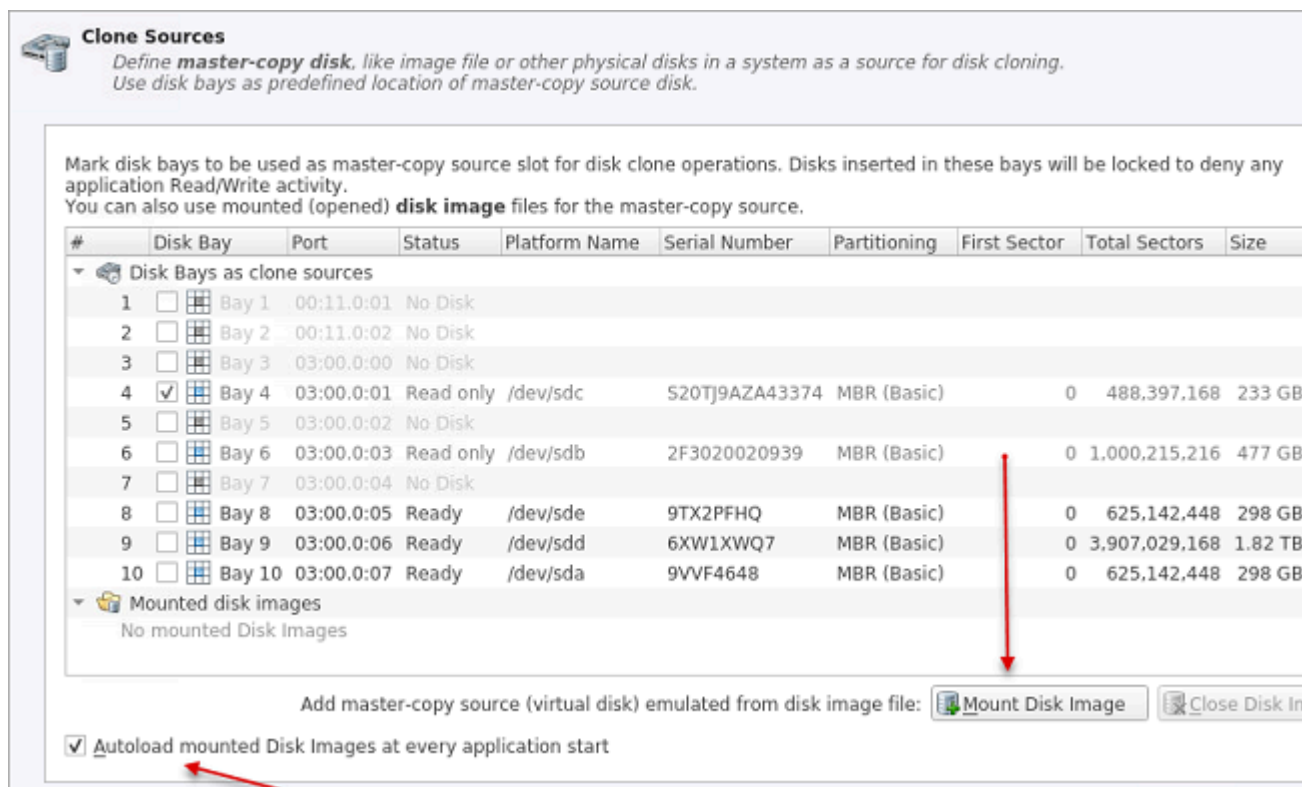 Clone Sources
Define master-copy disk, like image file or other physical disks in a system as a source for disk cloning.
Use disk bays as predefined location of master-copy source disk.
Mark disk bays to be used as master-copy source slot for disk clone operations. Disks inserted in these bays will be locked to deny any
application Read/Write activity.
You can also use mounted (opened) disk image files for the master-copy source.
# Disk Bay Port Status Platform Name Serial Number Partitioning First Sector Total Sectors Size
Disk Bays as clone sources
1 Bay 1 00:11.0:01 No Disk
2 Bay 2 00:11.0:02 No Disk
3 Bay 3 03:00.0:00 No Disk
4 Bay 4 03:00.0:01 Read only /dev/sdc S20TJ9AZA43374 MBR (Basic) 0 488,397,168 233 GB
5 Bay 5 03:00.0:02 No Disk
6 Bay 6 03:00.0:03 Read only /dev/sdb 2F3020020939 MBR (Basic) 0 1,000,215,216 477 GB
7 Bay 7 03:00.0:04 No Disk
8 Bay 8 03:00.0:05 Ready /dev/sde 9TX2PFHQ MBR (Basic) 0 625,142,448 298 GB
9 Bay 9 03:00.0:06 Ready /dev/sdd 6XW1XWQ7 MBR (Basic) 0 3,907,029,168 1.82 TB
10 Bay 10 03:00.0:07 Ready /dev/sda 9VVF4648 MBR (Basic) 0 625,142,448 298 GB
Mounted disk images
No mounted Disk Images
Add master-copy source (virtual disk) emulated from disk image file: Mount Disk Image Close Disk
Autoload mounted Disk Images at every application start